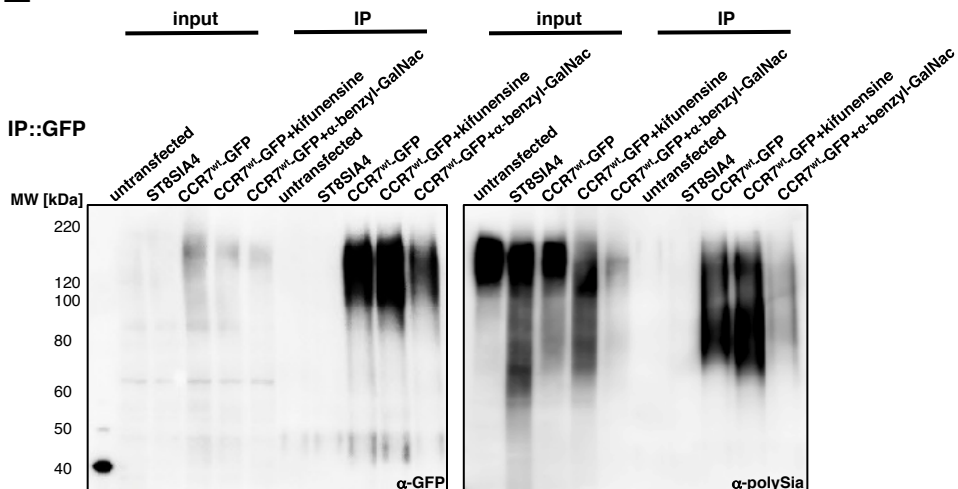 input IP input IP
IP::GFP
untransfected
ST8SIA4
CCR7wt-GFP
CCR7wt-GFP+kifunensine
CCR7wt-GFP+α-benzyl-GalNac
untransfected
ST8SIA4
CCR7wt-GFP
CCR7wt-GFP+kifunensine
CCR7wt-GFP+α-benzyl-GalNac
untransfected
ST8SIA4
CCR7wt-GFP
CCR7wt-GFP+kifunensine
CCR7wt-GFP+α-benzyl-GalNac
untransfected
ST8SIA4
CCR7wt-GFP
CCR7wt-GFP+kifunensine
CCR7wt-GFP+α-benzyl-GalNac
MW [kDa]
220
120
100
80
60
50
40
α-GFP
α-polySia